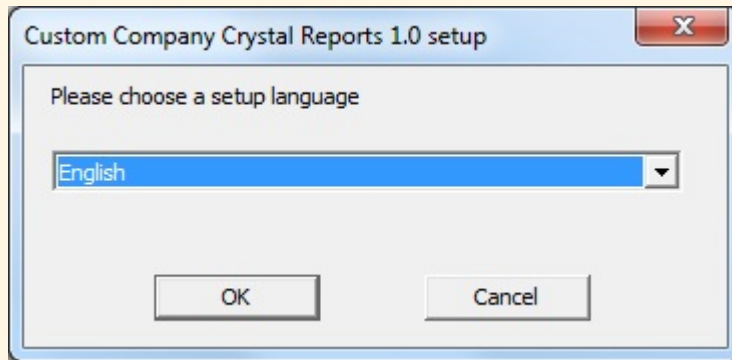 Custom Company Crystal Reports 1.0 setup
Please choose a setup language
English
OK
Cancel